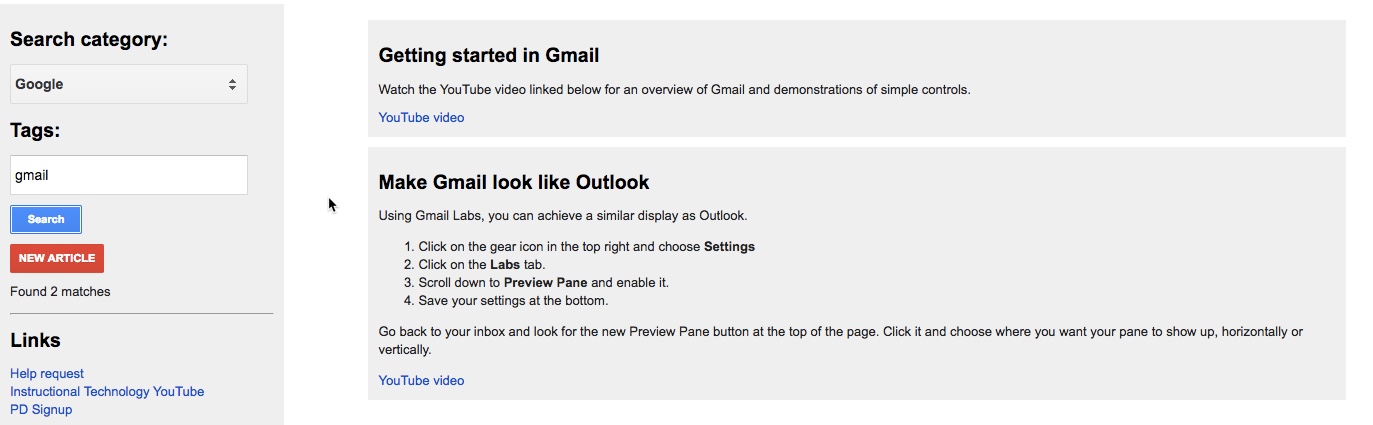 Search category:
Google
Tags:
gmail
Search
NEW ARTICLE
Found 2 matches
Links
Help request
Instructional Technology YouTube
PD Signup
Getting started in Gmail
Watch the YouTube video linked below for an overview of Gmail and demonstrations of simple controls.
YouTube video
Make Gmail look like Outlook
Using Gmail Labs, you can achieve a similar display as Outlook.
1. Click on the gear icon in the top right and choose Settings
2. Click on the Labs tab.
3. Scroll down to Preview Pane and enable it.
4. Save your settings at the bottom.
Go back to your inbox and look for the new Preview Pane button at the top of the page. Click it and choose where you want your pane to show up, horizontally or
vertically.
YouTube video